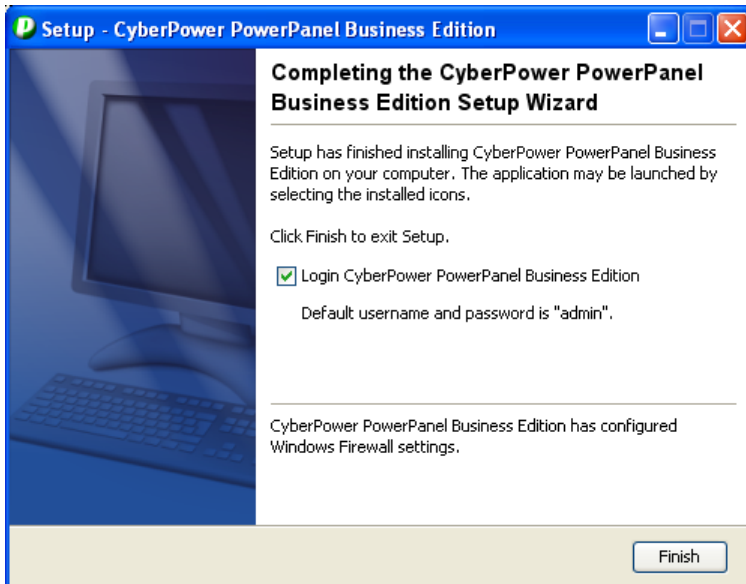 Setup - CyberPower PowerPanel Business Edition
Completing the CyberPower PowerPanel
Business Edition Setup Wizard
Setup has finished installing CyberPower PowerPanel Business
Edition on your computer. The application may be launched by
selecting the installed icons.
Click Finish to exit Setup.
Login CyberPower PowerPanel Business Edition
Default username and password is "admin".
CyberPower PowerPanel Business Edition has configured
Windows Firewall settings.
Finish